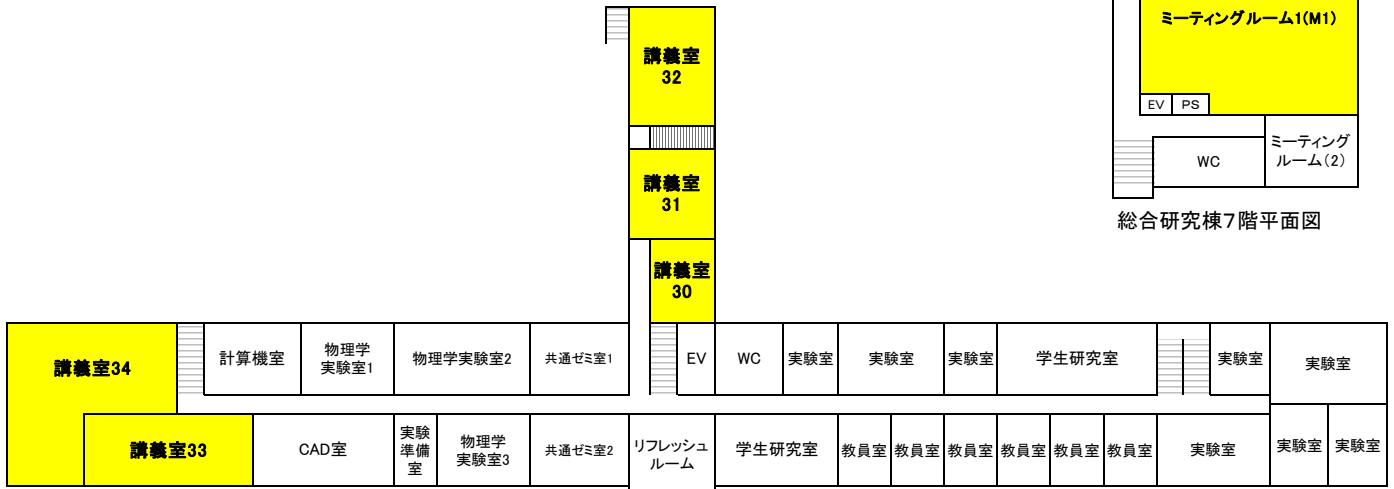 ミーティングルーム1(M1)
EV
PS
WC
ミーティング
ルーム(2)
総合研究棟7階平面図
講義室
32
講義室
31
講義室
30
講義室34
計算機室
物理学
実験室1
物理学実験室2
共通ゼミ室1
EV
WC
実験室
実験室
実験室
学生研究室
実験室
実験室
講義室33
CAD室
実験
準備
室
物理学
実験室3
共通ゼミ室2
リフレッシュ
ルーム
学生研究室
教員室
教員室
教員室
教員室
教員室
教員室
実験室
実験室
実験室